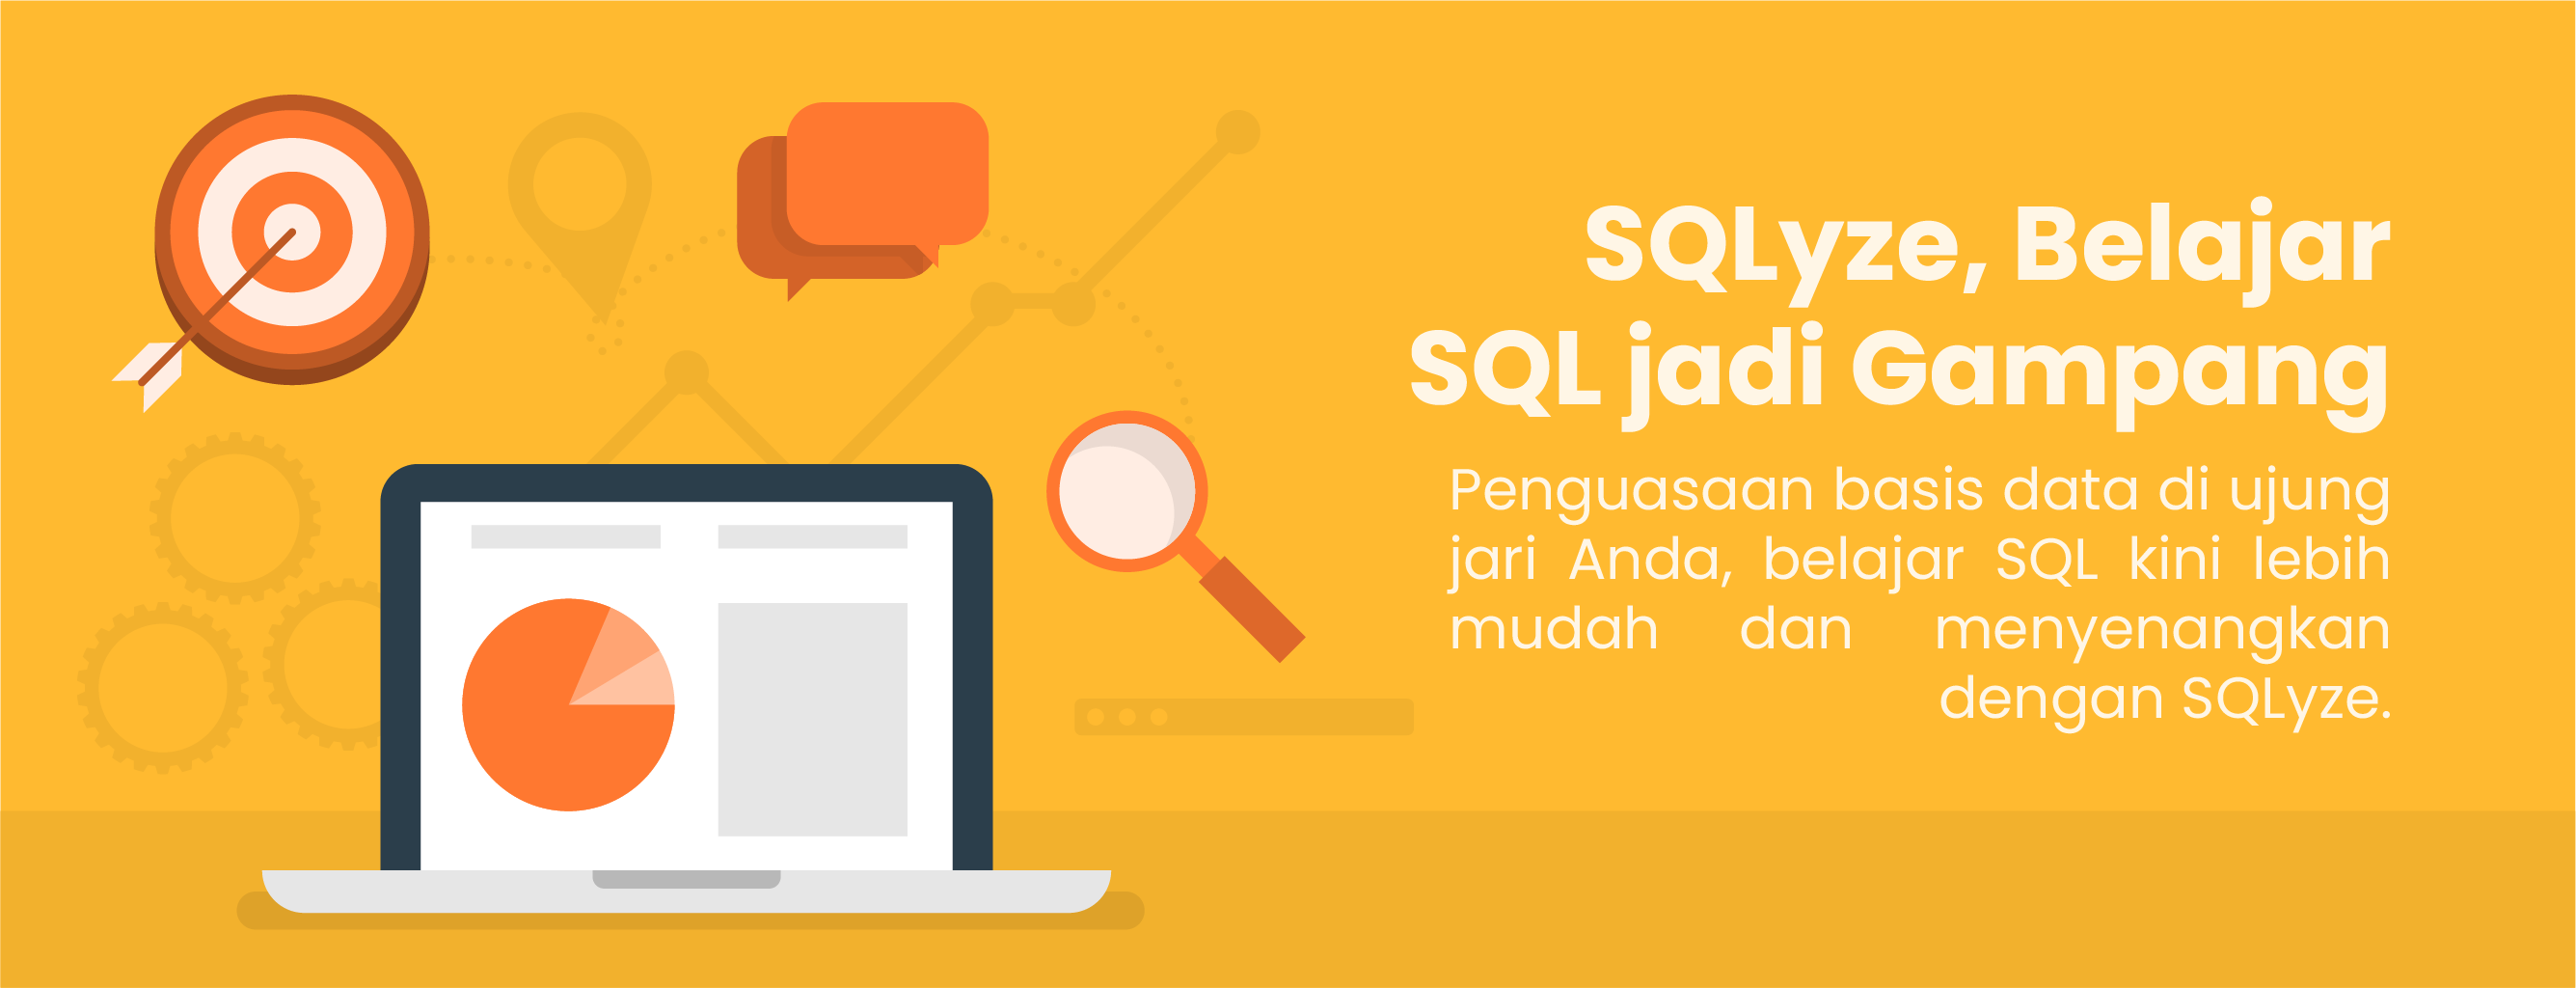 SQLyze, Belajar
SQL jadi Gampang
Penguasaan basis data di ujung
jari Anda, belajar SQL kini lebih
mudah dan menyenangkan
dengan SQLyze.